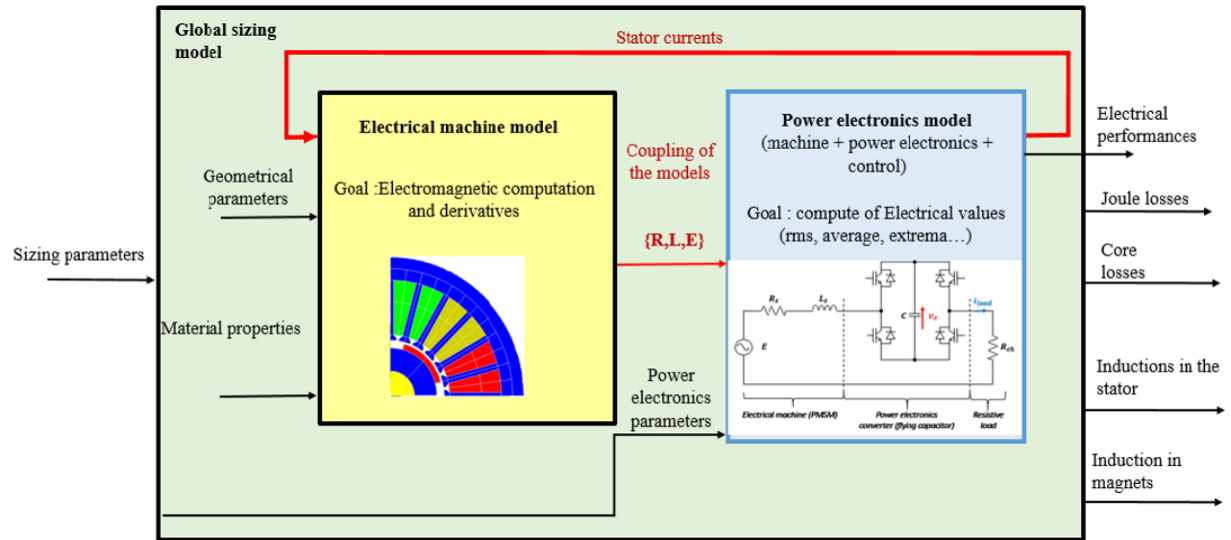 Global sizing
model
Stator currents
Electrical machine model
Goal :Electromagnetic computation
and derivatives
Geometrical
parameters
Sizing parameters
Material properties
Coupling of
the models
{R,L,E}
Power
electronics
parameters
Power electronics model
(machine + power electronics +
control)
Goal : compute of Electrical values
(rms, average, extrema…)
Rs
Ls
E
C
vc
iload
Rch
Electrical machine (PMSM)
Power electronics
converter (flying capacitor)
Resistive
load
Electrical
performances
Joule losses
Core
losses
Inductions in the
stator
Induction in
magnets